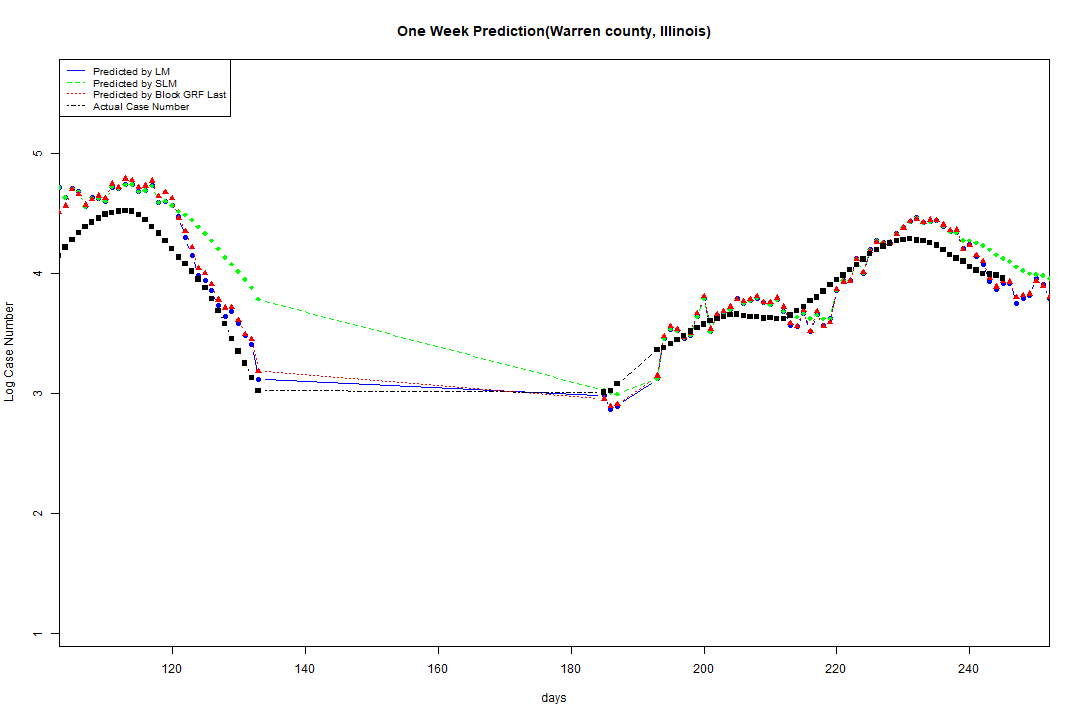 One Week Prediction(Warren county, Illinois)
Predicted by LM
Predicted by SLM
Predicted by Block GRF Last
Actual Case Number
5
4
3
2
1
Log Case Number
120 140 160 180 200 220 240
days